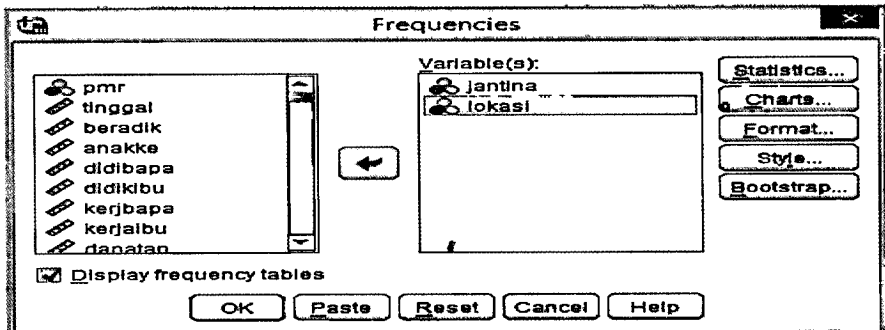 Frequencies
pmr
tinggal
beradik
anakke
didibapa
didikibu
kerjbapa
kerjaibu
dapatan
Variable(s):
jantina
lokasi
Statistics...
Charts...
Format...
Style...
Bootstrap...
Display frequency tables
OK
Paste
Reset
Cancel
Help